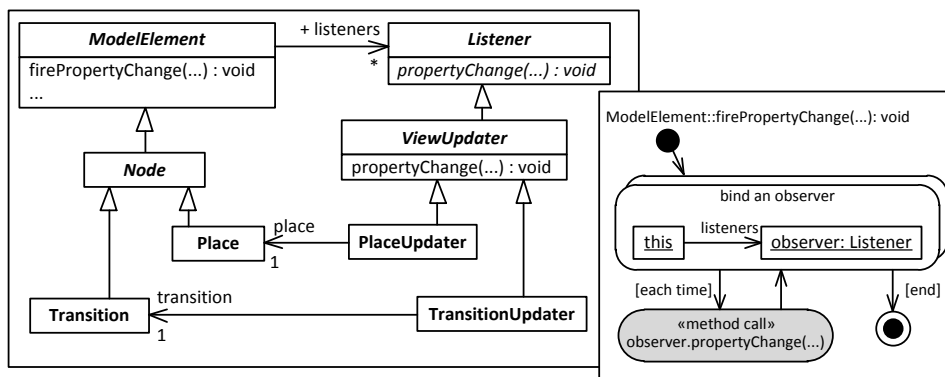 ModelElement
firePropertyChange(...) : void
...
+ listeners
*
Listener
propertyChange(...) : void
ViewUpdater
propertyChange(...) : void
Node
Place
place
1
PlaceUpdater
Transition
transition
1
TransitionUpdater
ModelElement::firePropertyChange(...): void
bind an observer
this
listeners
observer: Listener
[each time]
[end]
«method call»
observer.propertyChange(...)